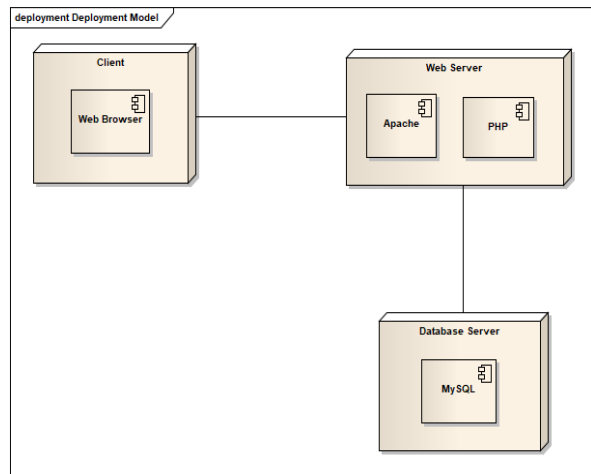 deployment Deployment Model
Client
Web Browser
Web Server
Apache
PHP
Database Server
MySQL